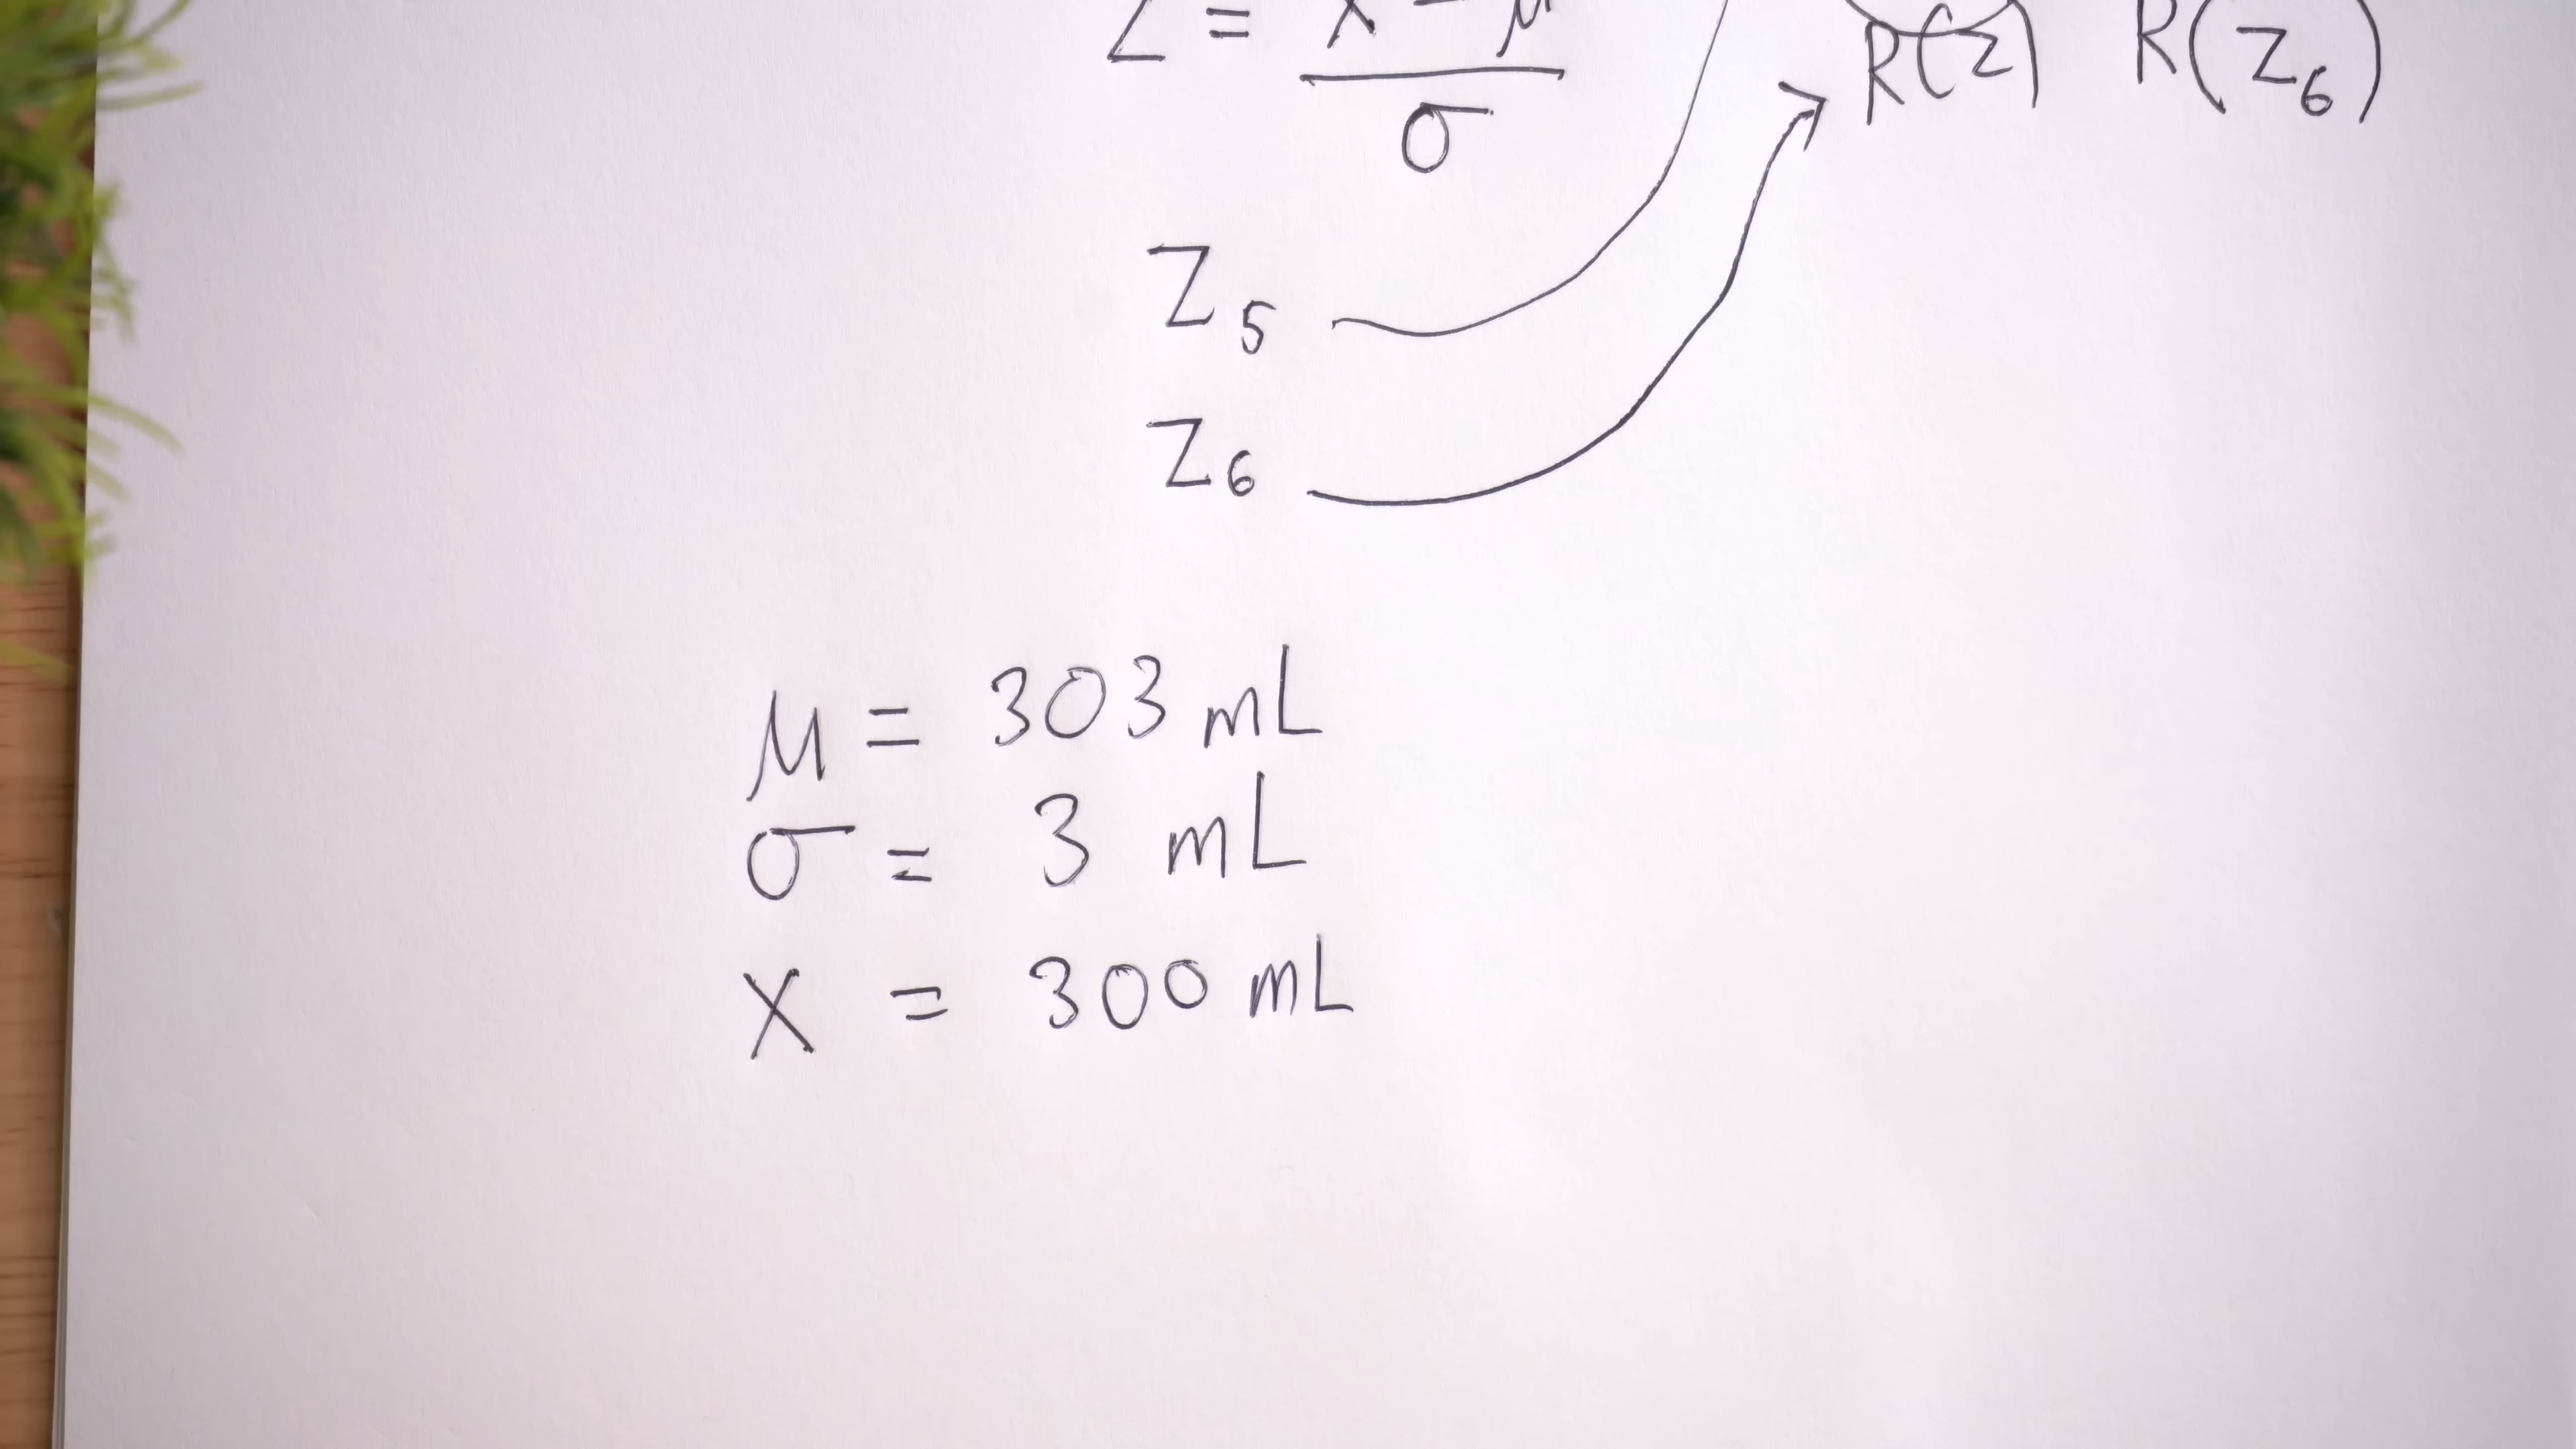 Z = x - μ / σ
R(z) R(Z6)
Z5
Z6
μ = 303 mL
σ = 3 mL
X = 300 mL